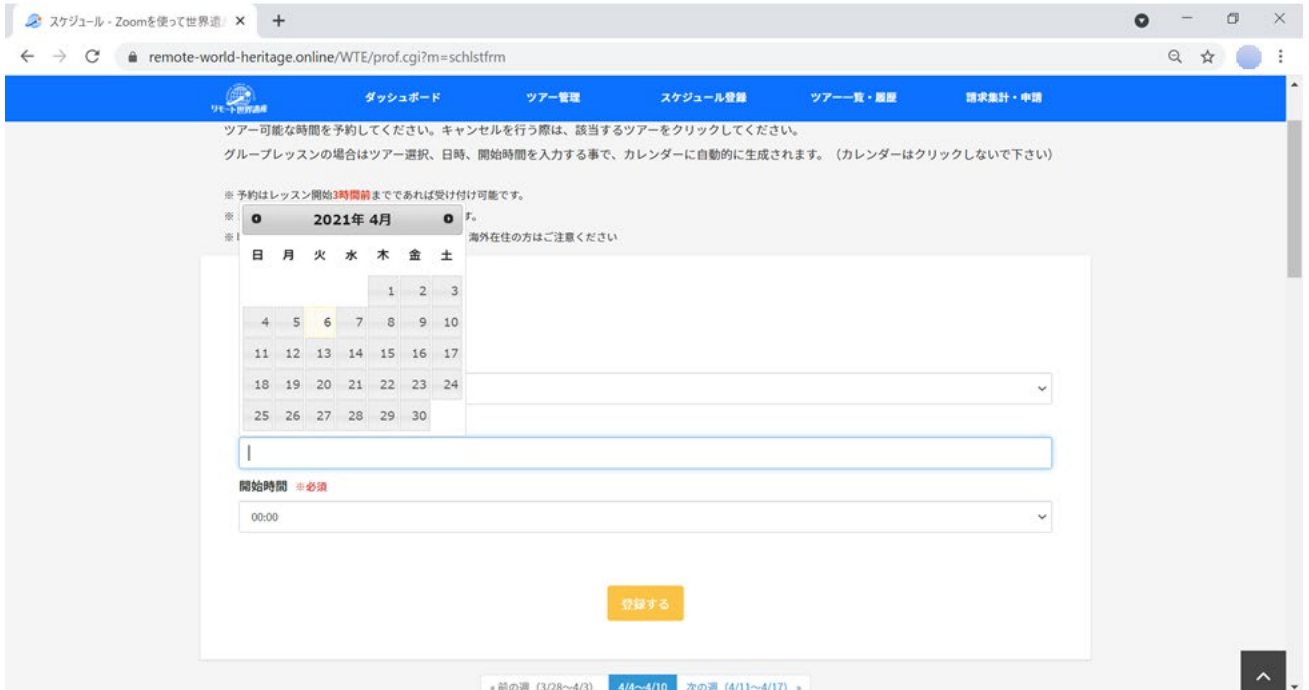 スケジュール - Zoomを使って世界遺
remote-world-heritage.online/WTE/prof.cgi?m=schlstfrm
リモート世界遺産
ダッシュボード
ツアー管理
スケジュール登録
ツアー一覧・履歴
請求集計・申請
ツアー可能な時間を予約してください。キャンセルを行う際は、該当するツアーをクリックしてください。
グループレッスンの場合はツアー選択、日時、開始時間を入力する事で、カレンダーに自動的に生成されます。（カレンダーはクリックしないで下さい）
※ 予約はレッスン開始3時間前までであれば受け付け可能です。
※
す。
※
海外在住の方はご注意ください
2021年 4月
日 月 火 水 木 金 土
1 2 3
4 5 6 7 8 9 10
11 12 13 14 15 16 17
18 19 20 21 22 23 24
25 26 27 28 29 30
開始時間 ※必須
00:00
登録する
« 前の週 (3/28～4/3) 4/4～4/10 次の週 (4/11～4/17) »